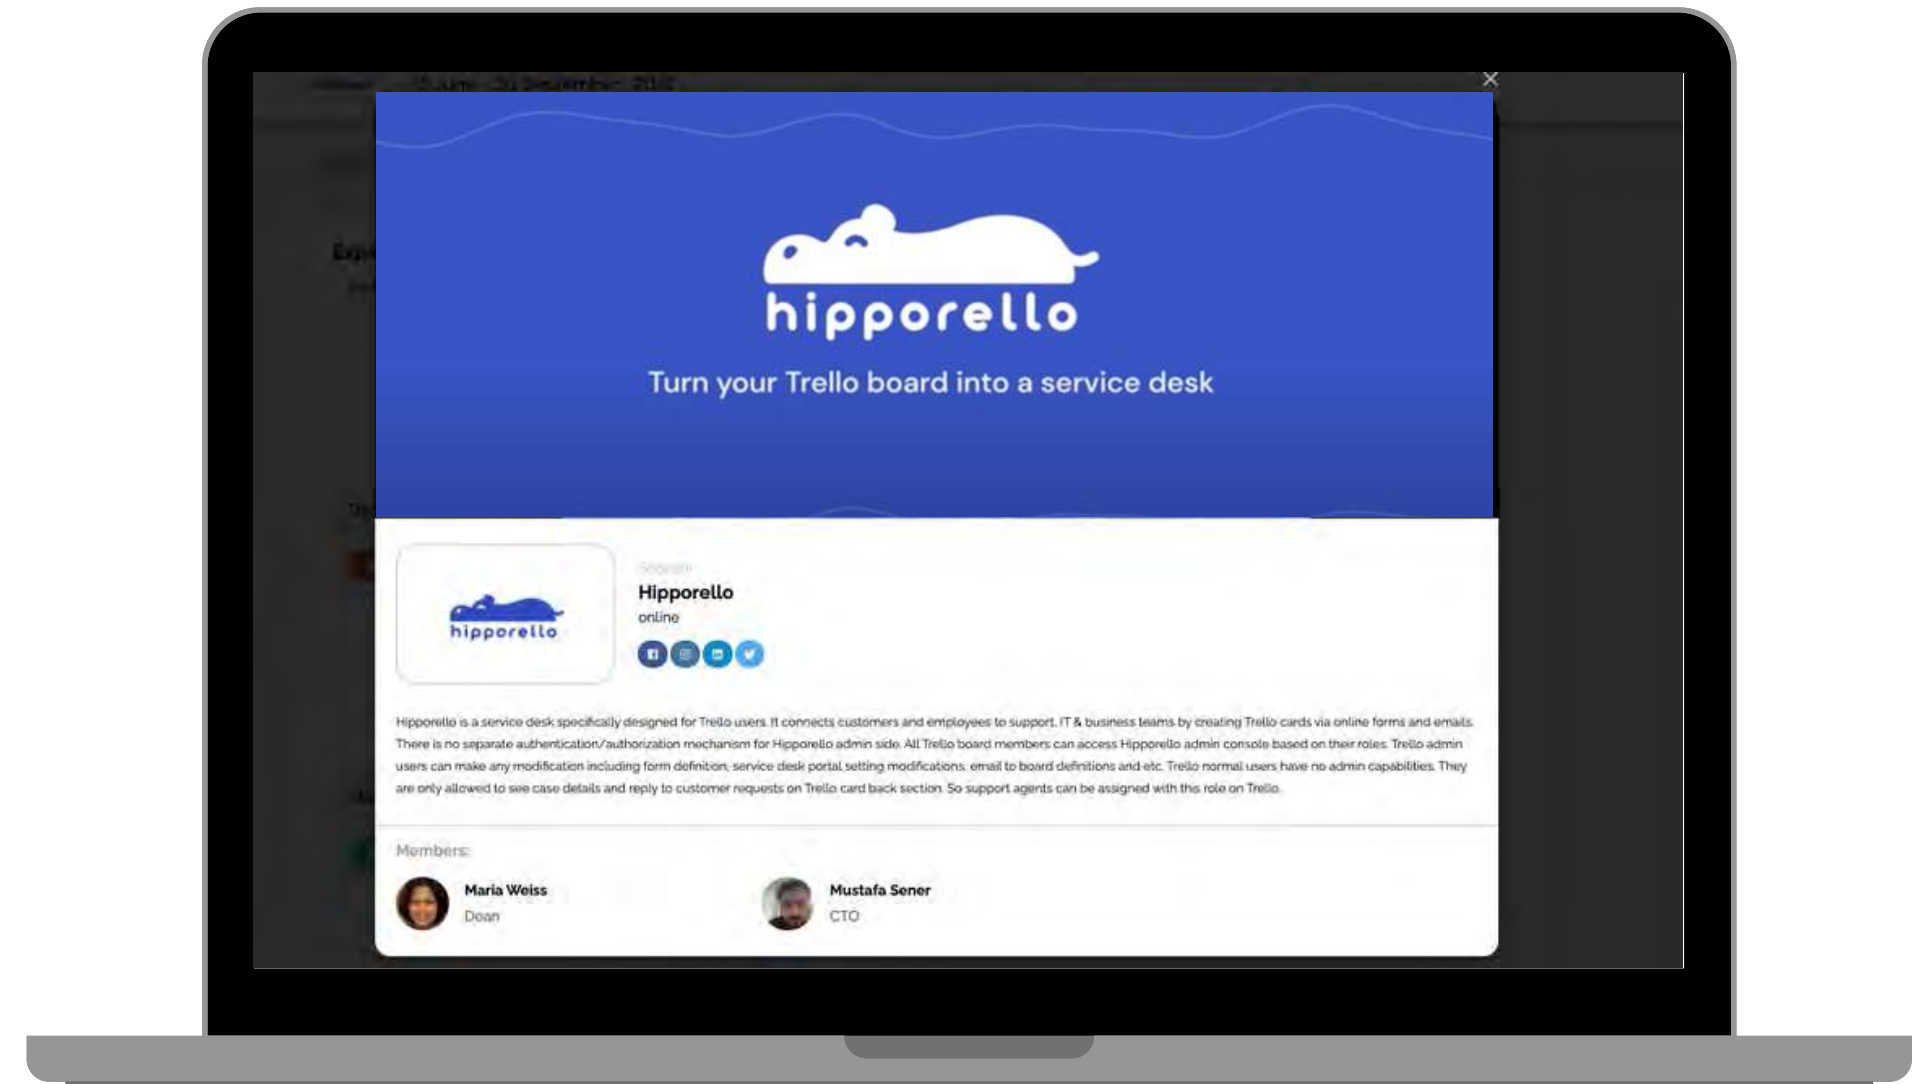 hipporello
Turn your Trello board into a service desk
hipporello
Hipporello
online
Hipporello is a service desk specifically designed for Trello users. It connects customers and employees to support, IT & business teams by creating Trello cards via online forms and emails.
There is no separate authentication/authorization mechanism for Hipporello admin side. All Trello board members can access Hipporello admin console based on their roles. Trello admin
users can make any modification including form definition, service desk portal setting modifications, email to board definitions and etc. Trello normal users have no admin capabilities. They
are only allowed to see case details and reply to customer requests on Trello card back section. So support agents can be assigned with this role on Trello.
Members:
Maria Weiss
Mustafa Sener
Doan
CTO